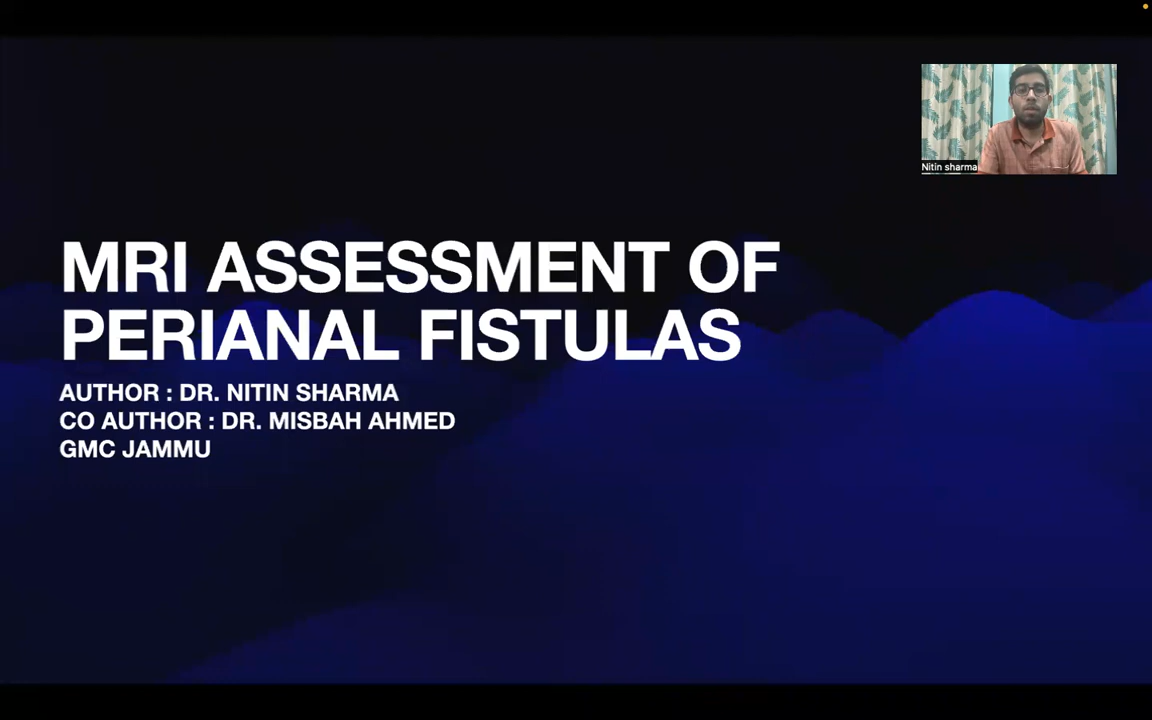 MRI ASSESSMENT OF
PERIANAL FISTULAS
AUTHOR : DR. NITIN SHARMA
CO AUTHOR : DR. MISBAH AHMED
GMC JAMMU
Nitin sharma